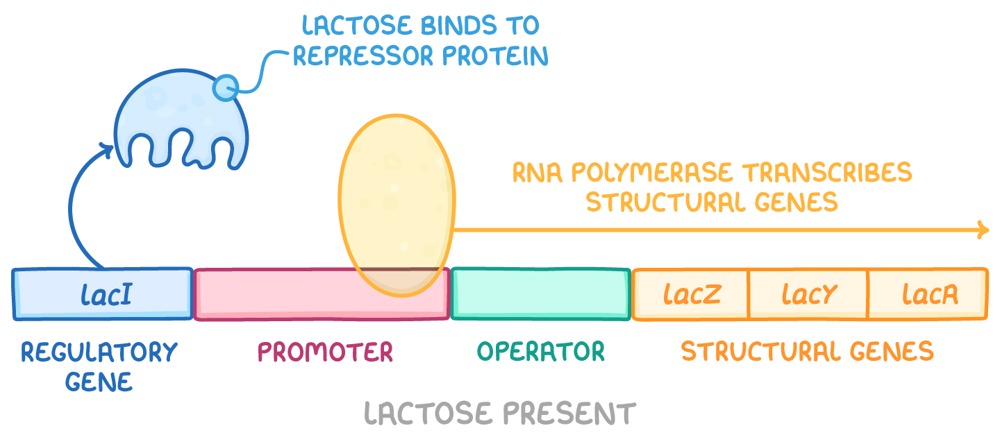 LACTOSE BINDS TO
REPRESSOR PROTEIN
RNA POLYMERASE TRANSCRIBES
STRUCTURAL GENES
lacI
lacZ
lacY
lacA
REGULATORY
GENE
PROMOTER
OPERATOR
STRUCTURAL GENES
LACTOSE PRESENT